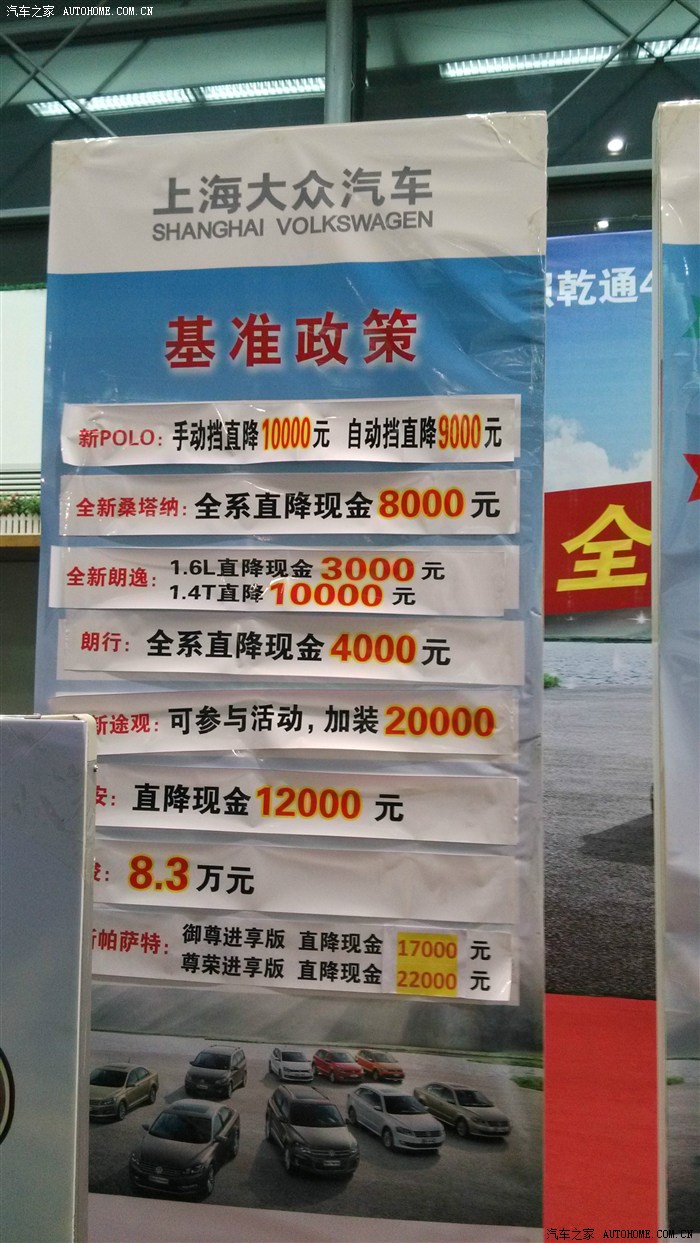 汽车之家 AUTOHOME.COM.CN
上海大众汽车
SHANGHAI VOLKSWAGEN
基准政策
新POLO：手动挡直降10000元 自动挡直降9000元
全新桑塔纳：全系直降现金8000元
全新朗逸：1.6L直降现金3000元
1.4T直降10000元
朗行：全系直降现金4000元
新途观：可参与活动，加装20000
安：直降现金12000元
8.3万元
帕萨特：御尊进享版 直降现金17000元
尊荣进享版 直降现金22000元
乾通4
全
汽车之家 AUTOHOME.COM.CN